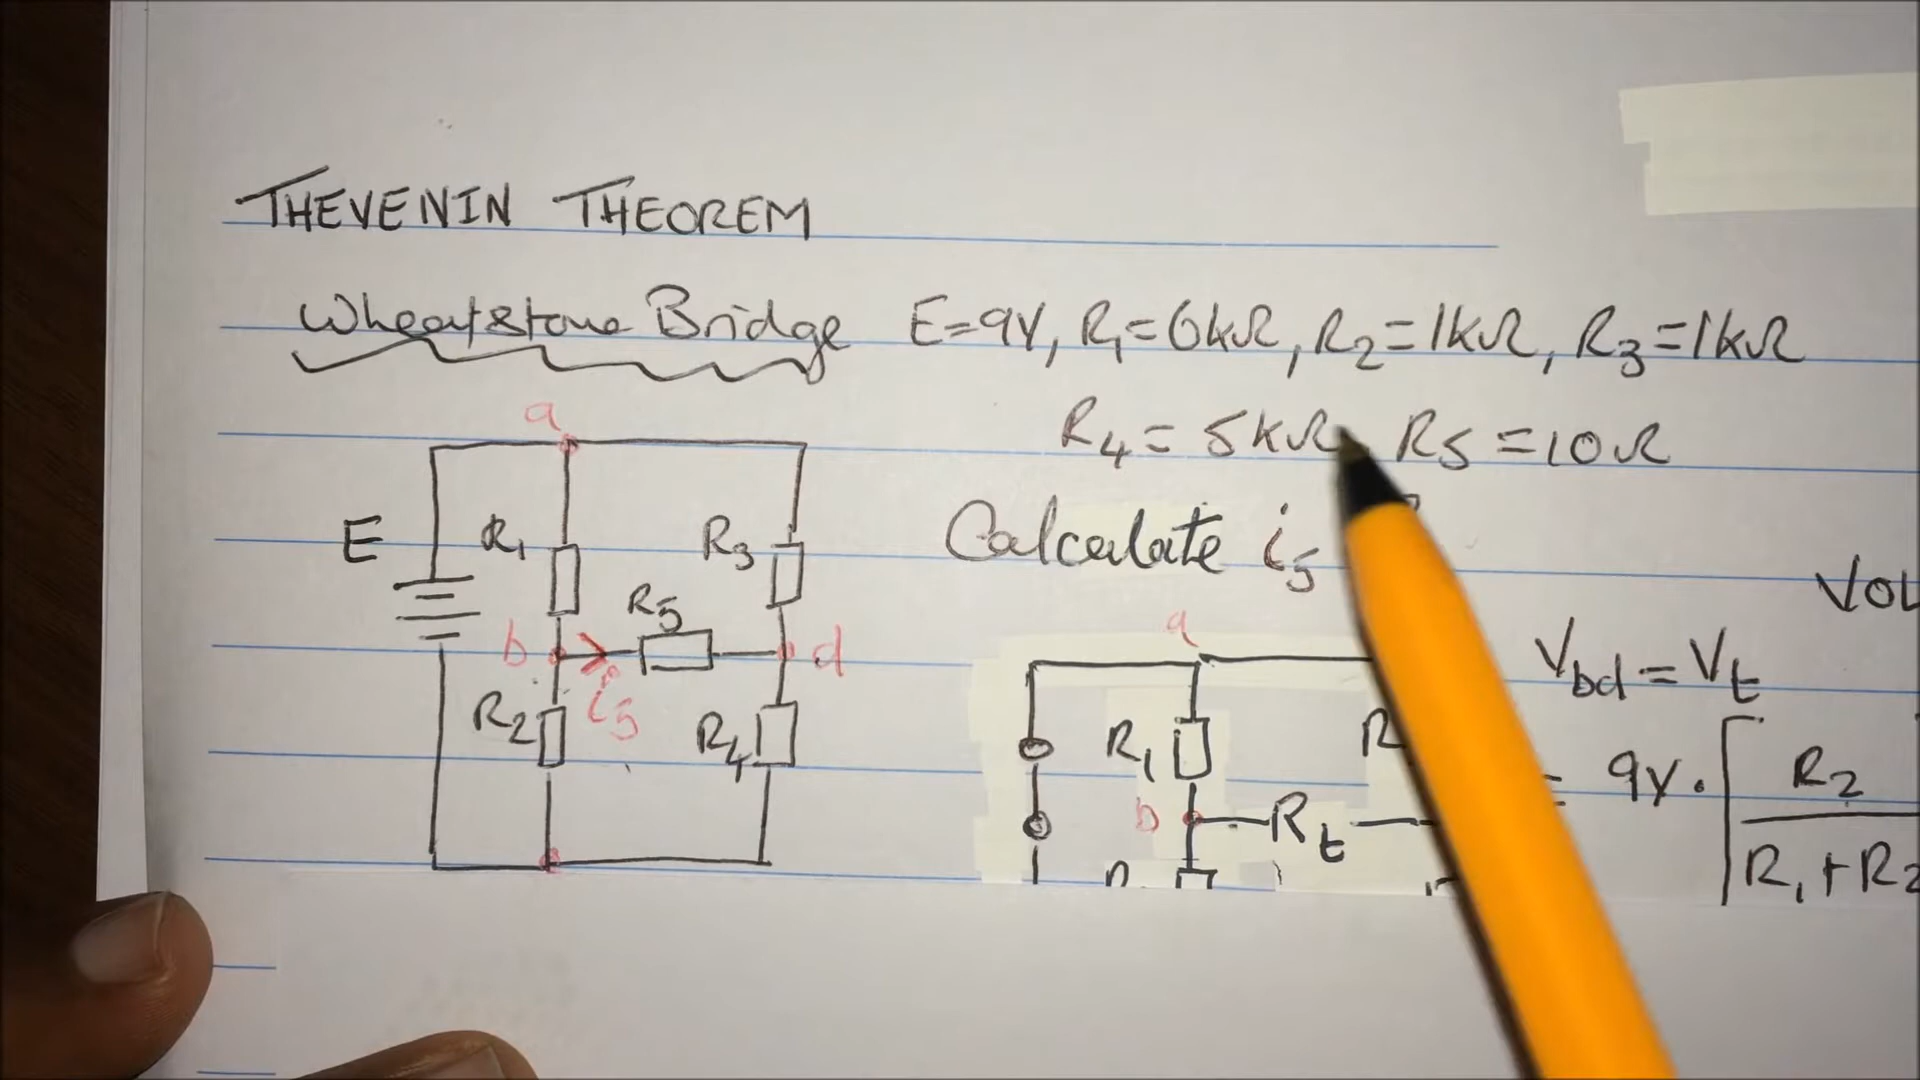 THEVENIN THEOREM
Wheatstone Bridge E=9V, R₁=6kΩ, R₂=1kΩ, R₃=1kΩ
R₄=5kΩ, R₅=10Ω
Calculate i₅ ?
a
E R₁ R₃
R₅
b d
i₅
R₂ R₄
a
R₁ R
b Rₜ
VOL
V_bd = Vₜ
= 9V. [ R₂
R₁+R₂